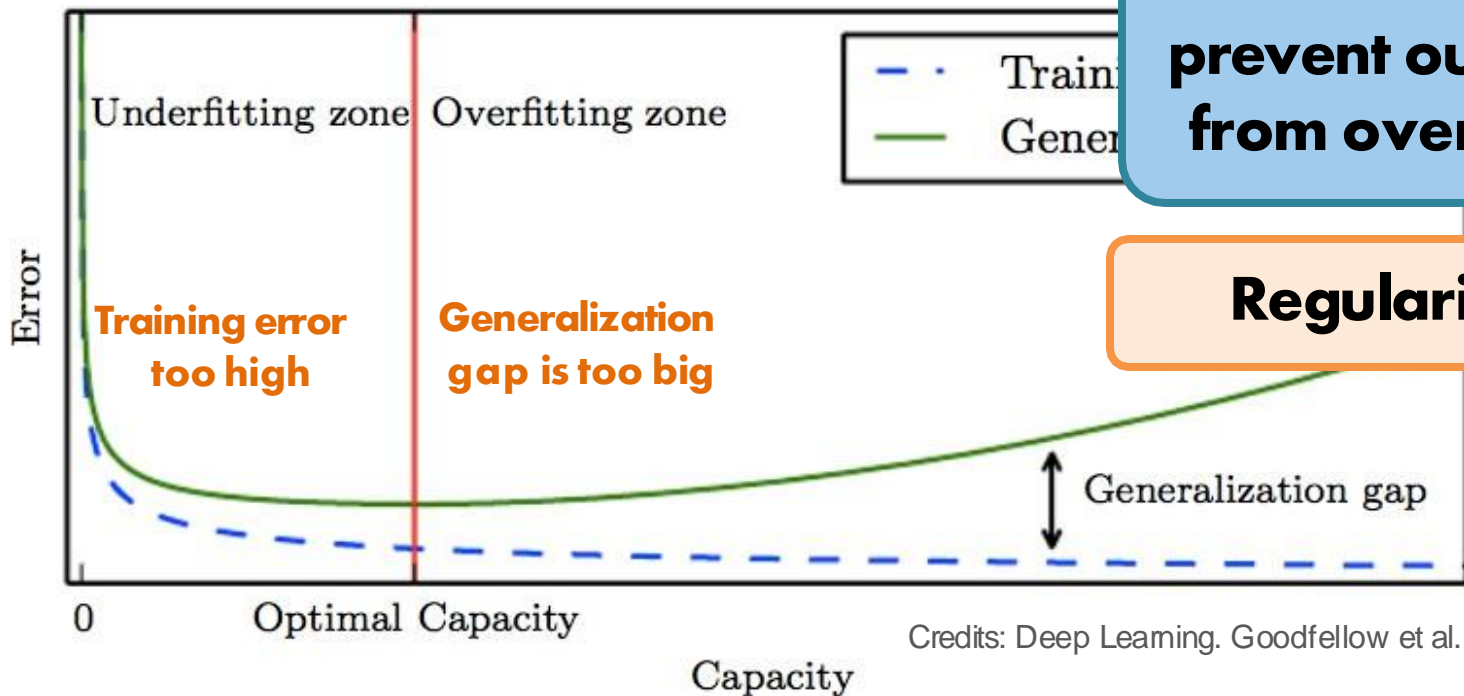 prevent ou
from over
Traini
Gener
Underfitting zone Overfitting zone
Regulari
Error
Training error
too high
Generalization
gap is too big
Generalization gap
0
Optimal Capacity
Credits: Deep Learning. Goodfellow et al.
Capacity